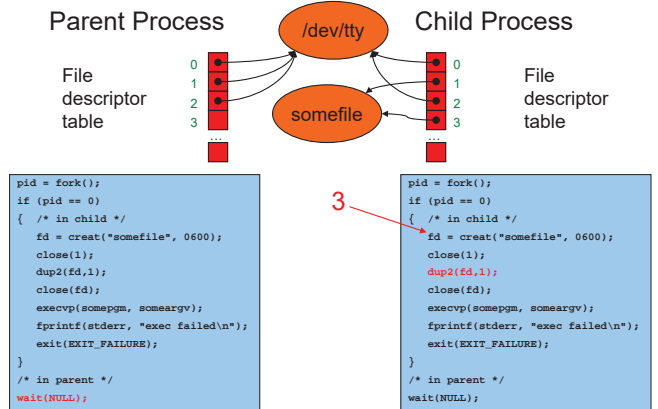 Parent Process
/dev/tty
Child Process
File
descriptor
table
0
1
2
3
...
somefile
0
1
2
3
...
File
descriptor
table
pid = fork();
if (pid == 0)
{  /* in child */
   fd = creat("somefile", 0600);
   close(1);
   dup2(fd,1);
   close(fd);
   execvp(somepgm, someargv);
   fprintf(stderr, "exec failed\n");
   exit(EXIT_FAILURE);
}
/* in parent */
wait(NULL);
3
pid = fork();
if (pid == 0)
{  /* in child */
   fd = creat("somefile", 0600);
   close(1);
   dup2(fd,1);
   close(fd);
   execvp(somepgm, someargv);
   fprintf(stderr, "exec failed\n");
   exit(EXIT_FAILURE);
}
/* in parent */
wait(NULL);